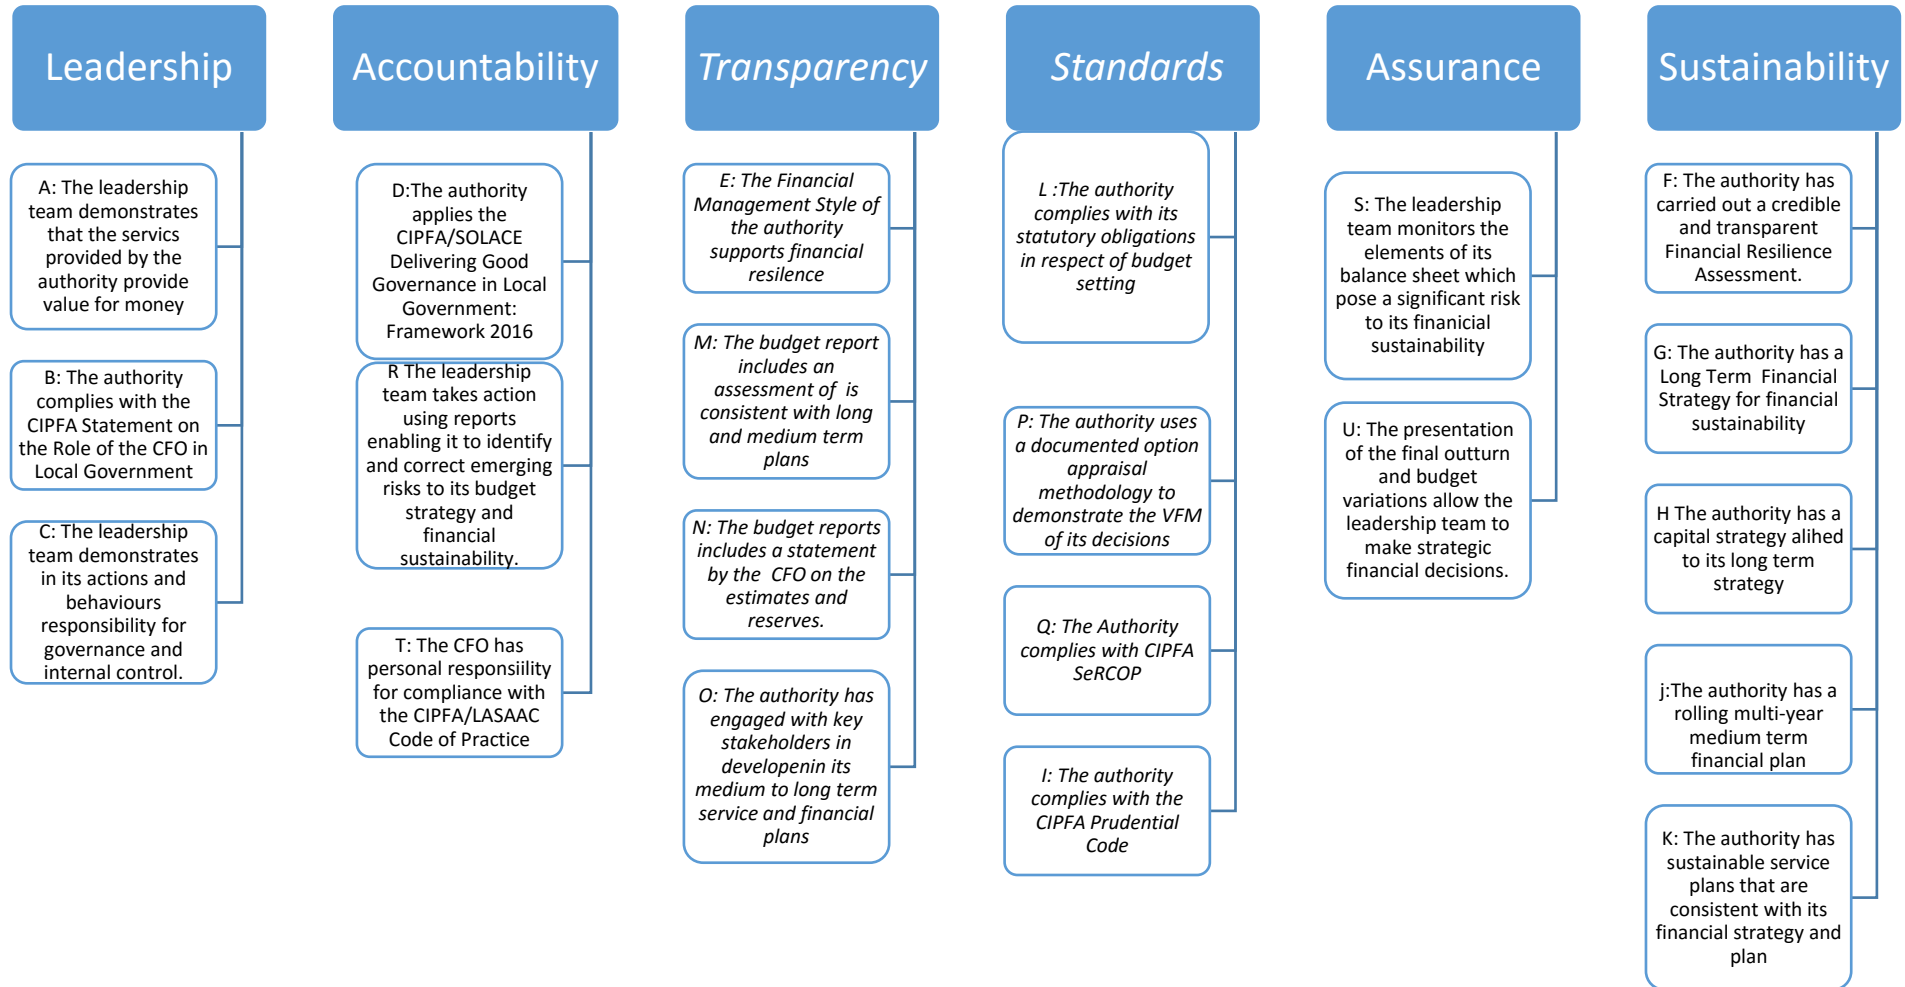 Leadership
A: The leadership
team demonstrates
that the servics
provided by the
authority provide
value for money
B: The authority
complies with the
CIPFA Statement on
the Role of the CFO in
Local Government
C: The leadership
team demonstrates
in its actions and
behaviours
responsibility for
governance and
internal control.
Accountability
D:The authority
applies the
CIPFA/SOLACE
Delivering Good
Governance in Local
Government:
Framework 2016
R The leadership
team takes action
using reports
enabling it to identify
and correct emerging
risks to its budget
strategy and
financial
sustainability.
T: The CFO has
personal responsiility
for compliance with
the CIPFA/LASAAC
Code of Practice
Transparency
E: The Financial
Management Style of
the authority
supports financial
resilence
M: The budget report
includes an
assessment of  is
consistent with long
and medium term
plans
N: The budget reports
includes a statement
by the  CFO on the
estimates and
reserves.
O: The authority has
engaged with key
stakeholders in
developenin its
medium to long term
service and financial
plans
Standards
L :The authority
complies with its
statutory obligations
in respect of budget
setting
P: The authority uses
a documented option
appraisal
methodology to
demonstrate the VFM
of its decisions
Q: The Authority
complies with CIPFA
SeRCOP
I: The authority
complies with the
CIPFA Prudential
Code
Assurance
S: The leadership
team monitors the
elements of its
balance sheet which
pose a significant risk
to its finanicial
sustainability
U: The presentation
of the final outturn
and budget
variations allow the
leadership team to
make strategic
financial decisions.
Sustainability
F: The authority has
carried out a credible
and transparent
Financial Resilience
Assessment.
G: The authority has a
Long Term  Financial
Strategy for financial
sustainability
H The authority has a
capital strategy alihed
to its long term
strategy
j:The authority has a
rolling multi-year
medium term
financial plan
K: The authority has
sustainable service
plans that are
consistent with its
financial strategy and
plan